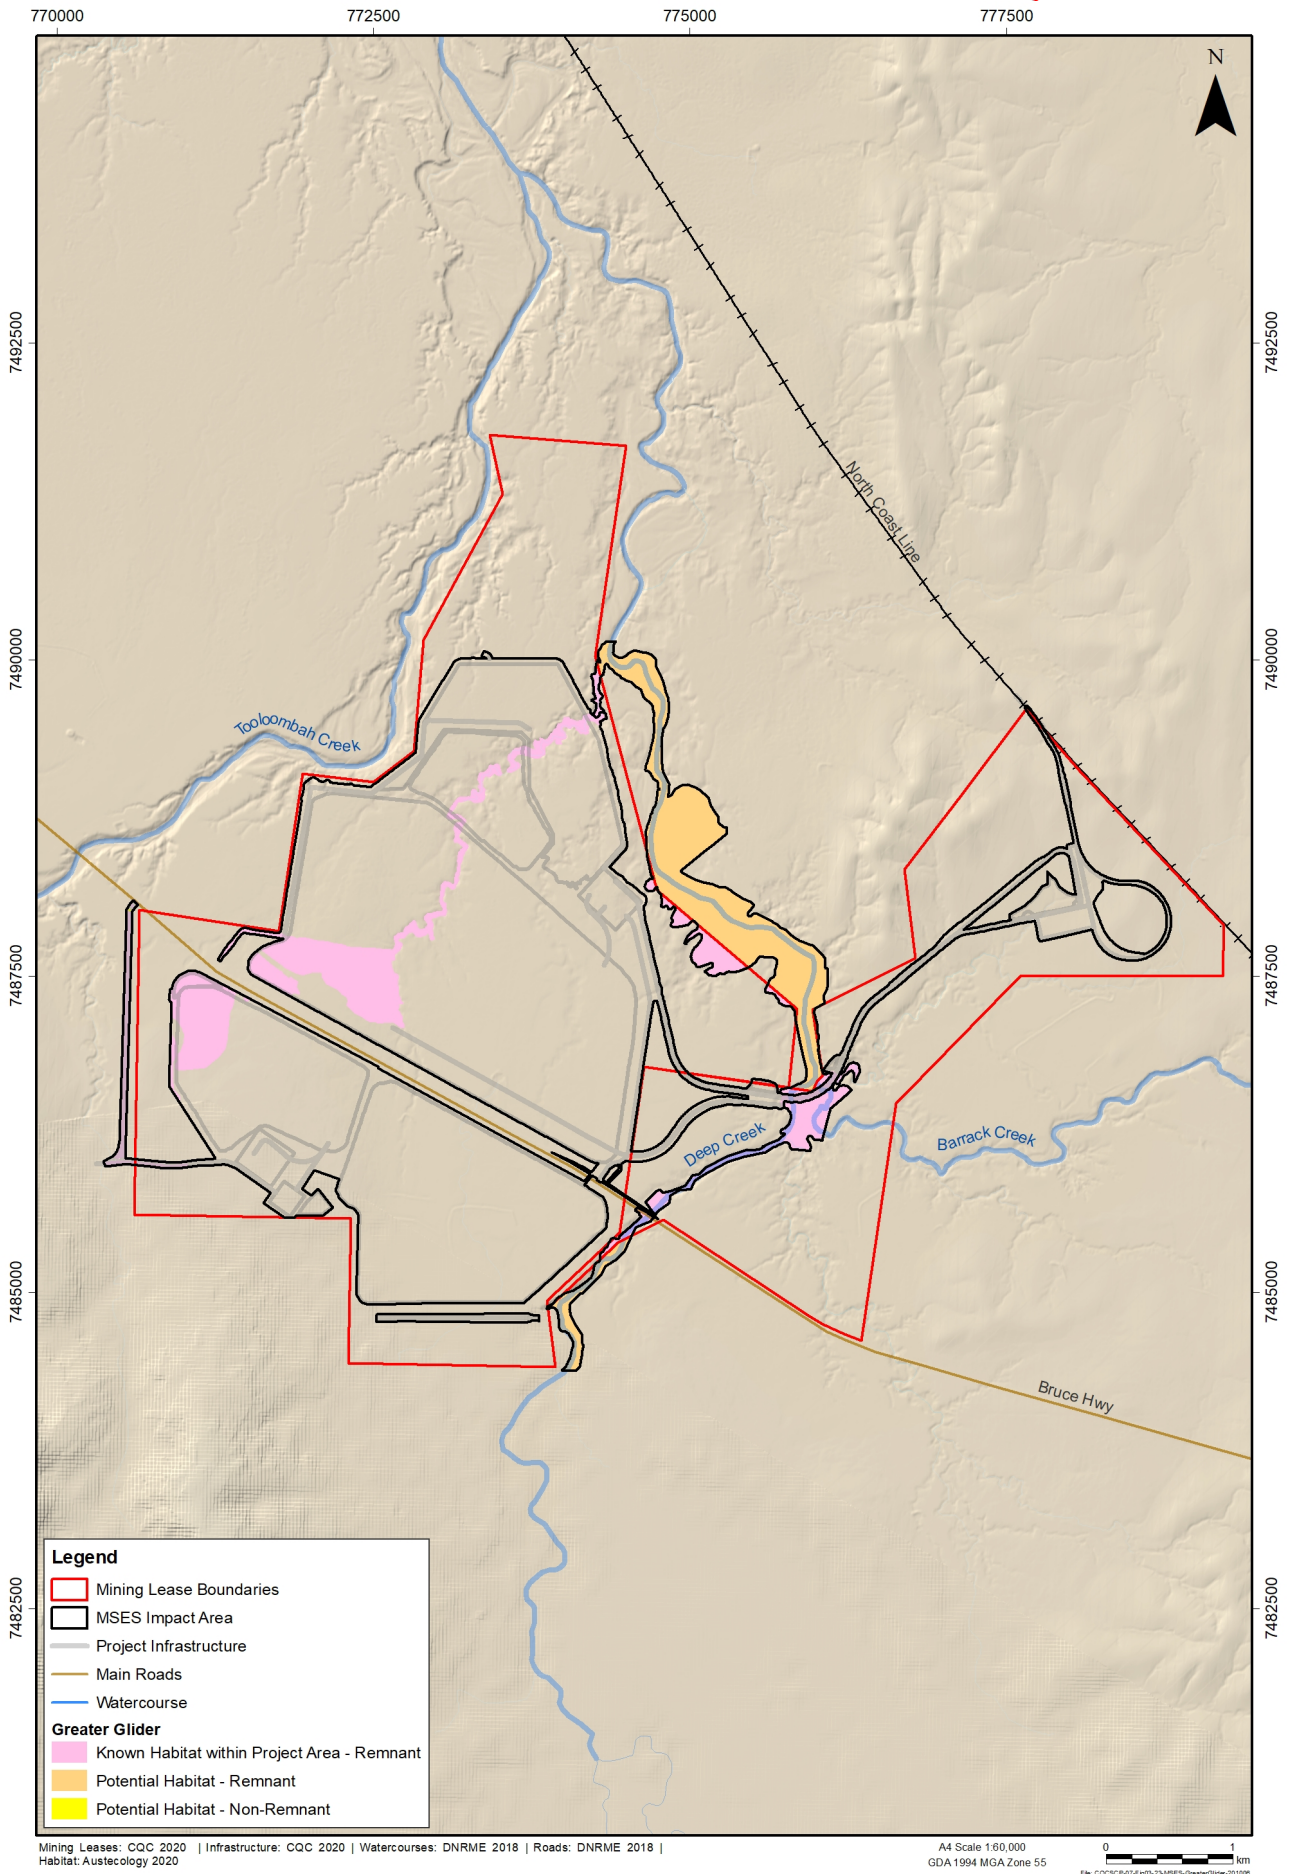 770000 772500 775000 777500
N
7492500 7492500
North Coast Line
7490000 7490000
Tooloombah Creek
7487500 7487500
Barrack Creek
Deep Creek
7485000 7485000
Bruce Hwy
7482500 7482500
Legend
Mining Lease Boundaries
MSES Impact Area
Project Infrastructure
Main Roads
Watercourse
Greater Glider
Known Habitat within Project Area - Remnant
Potential Habitat - Remnant
Potential Habitat - Non-Remnant
Mining Leases: CQC 2020 | Infrastructure: CQC 2020 | Watercourses: DNRME 2018 | Roads: DNRME 2018 |
Habitat: Austecology 2020
A4 Scale 1:60,000
GDA 1994 MGA Zone 55
0 1
km